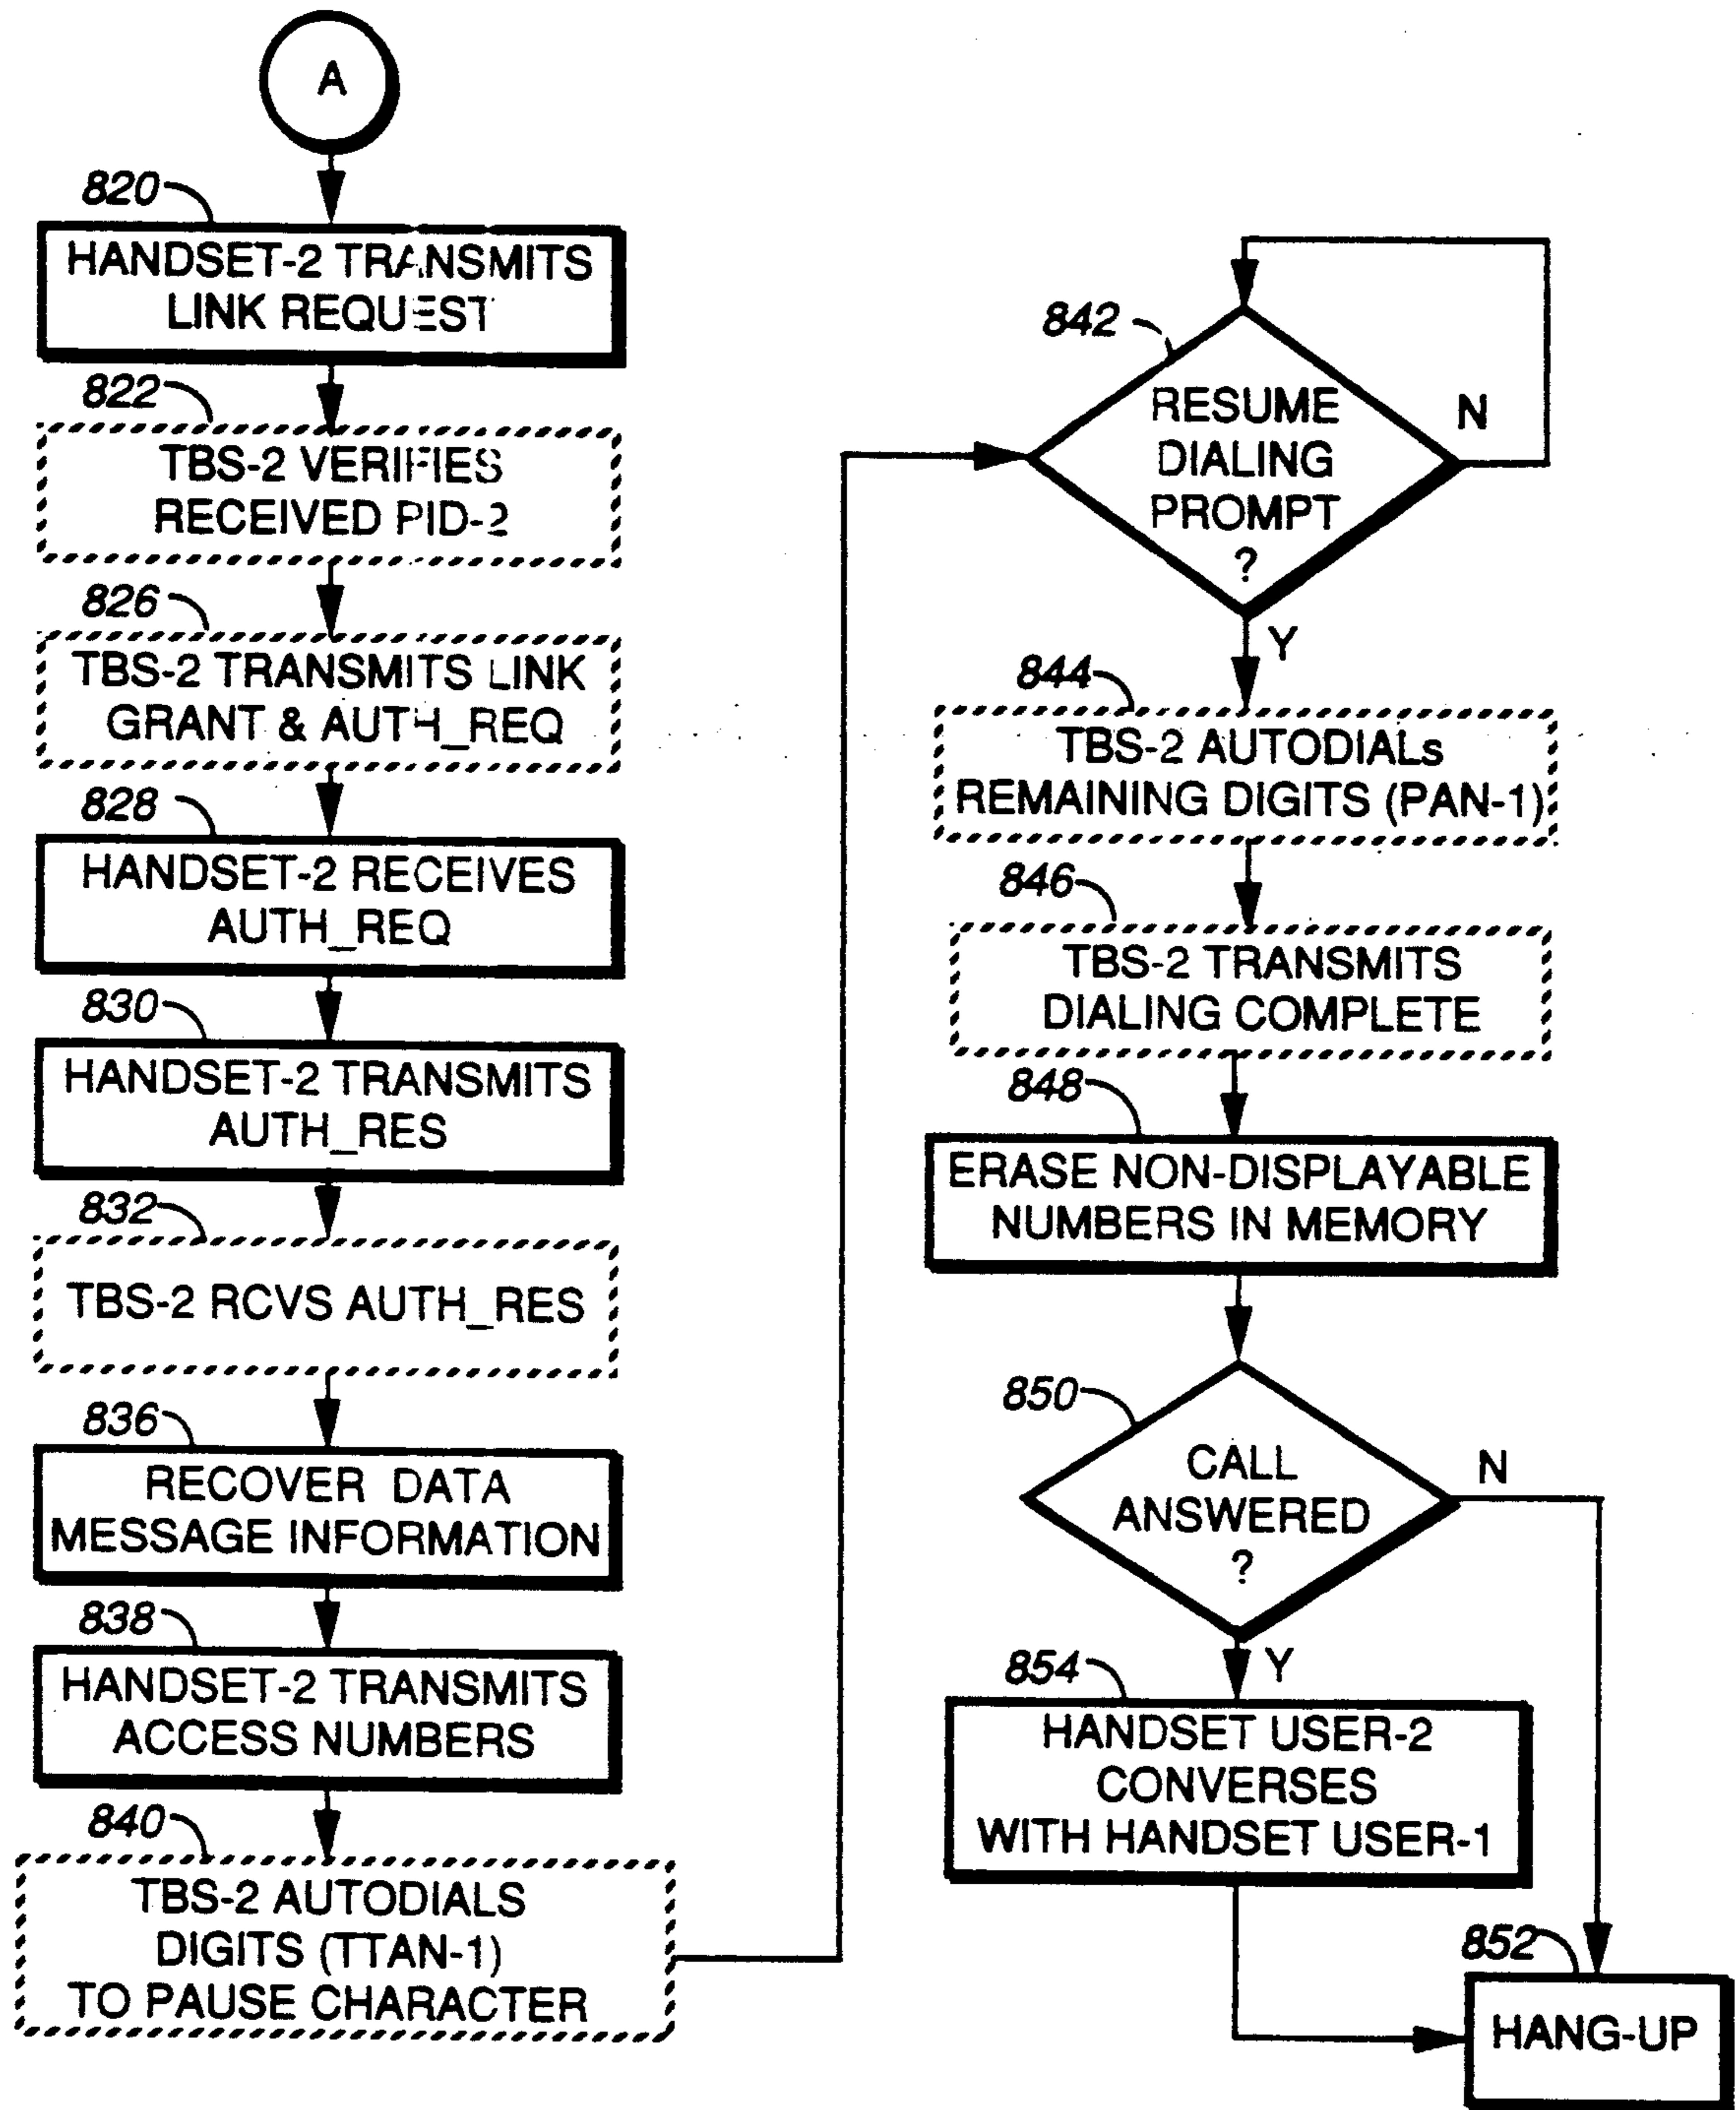 A
820
HANDSET-2 TRANSMITS
LINK REQUEST
822
TBS-2 VERIFIES
RECEIVED PID-2
826
TBS-2 TRANSMITS LINK
GRANT & AUTH_REQ
828
HANDSET-2 RECEIVES
AUTH_REQ
830
HANDSET-2 TRANSMITS
AUTH_RES
832
TBS-2 RCVS AUTH_RES
836
RECOVER DATA
MESSAGE INFORMATION
838
HANDSET-2 TRANSMITS
ACCESS NUMBERS
840
TBS-2 AUTODIALS
DIGITS (TTAN-1)
TO PAUSE CHARACTER
842
RESUME
DIALING
PROMPT
?
N
Y
844
TBS-2 AUTODIALs
REMAINING DIGITS (PAN-1)
846
TBS-2 TRANSMITS
DIALING COMPLETE
848
ERASE NON-DISPLAYABLE
NUMBERS IN MEMORY
850
CALL
ANSWERED
?
N
Y
854
HANDSET USER-2
CONVERSES
WITH HANDSET USER-1
852
HANG-UP